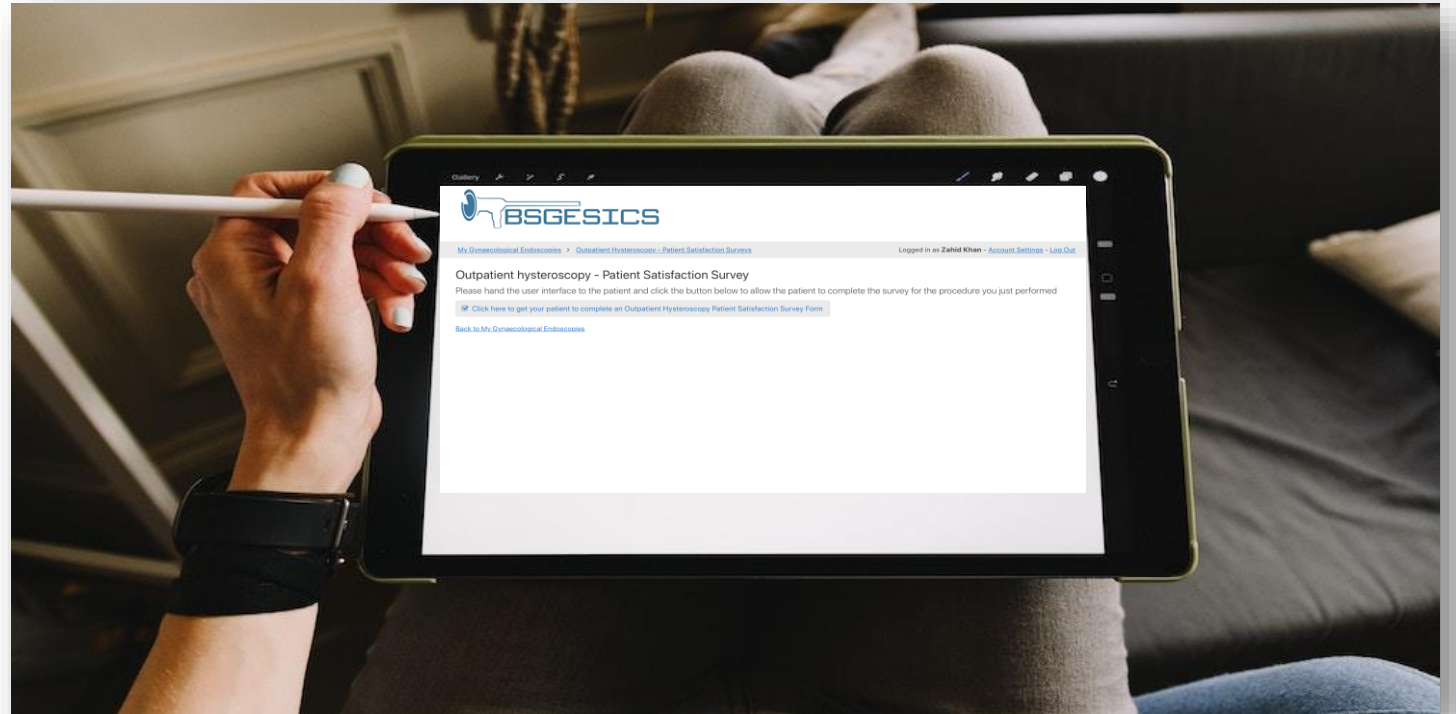 Gallery
BSGESICS
My Gynaecological Endoscopies > Outpatient Hysteroscopy - Patient Satisfaction Surveys Logged in as Zahid Khan - Account Settings - Log Out
Outpatient hysteroscopy - Patient Satisfaction Survey
Please hand the user interface to the patient and click the button below to allow the patient to complete the survey for the procedure you just performed
Click here to get your patient to complete an Outpatient Hysteroscopy Patient Satisfaction Survey Form
Back to My Gynaecological Endoscopies